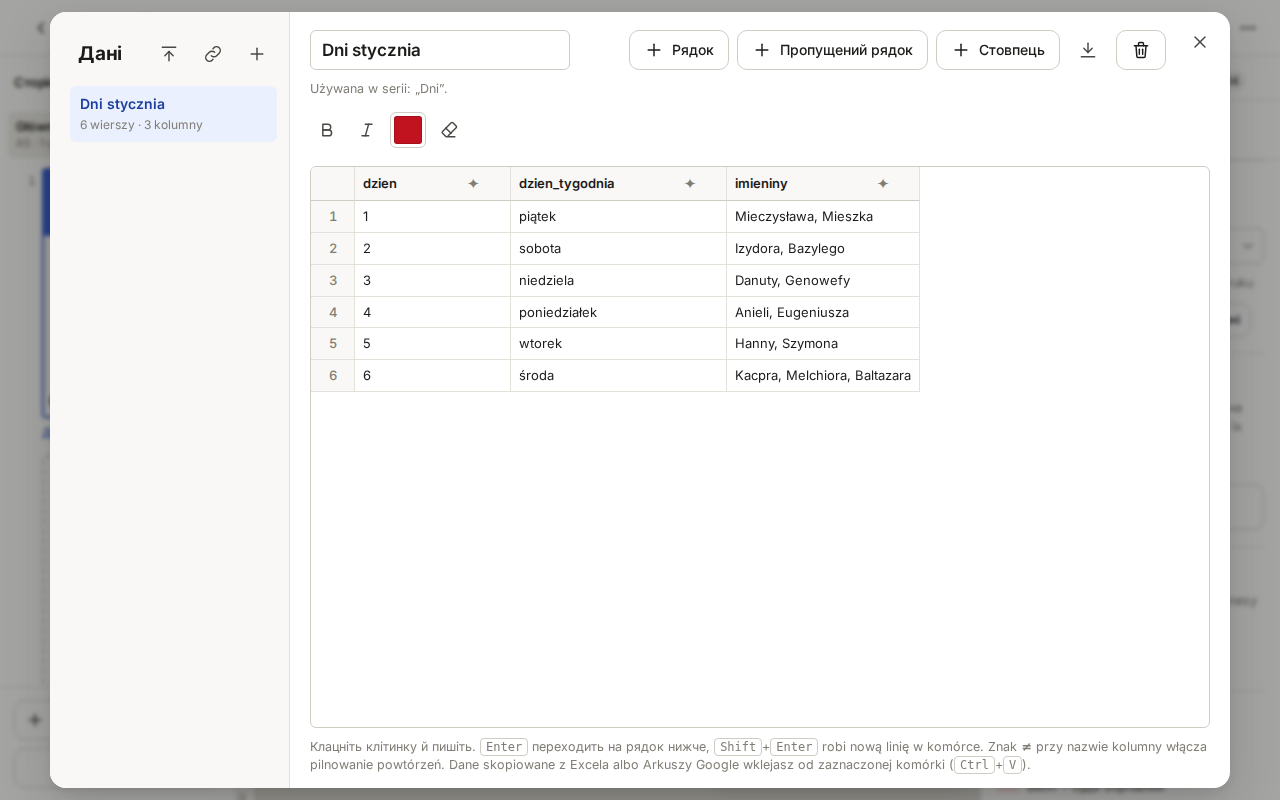 Дані
Dni stycznia
6 wierszy · 3 kolumny
Dni stycznia
Рядок
Пропущений рядок
Стовпець
Używana w serii: „Dni”.
dzien dzien_tygodnia imieniny
1 1 piątek Mieczysława, Mieszka
2 2 sobota Izydora, Bazylego
3 3 niedziela Danuty, Genowefy
4 4 poniedziałek Anieli, Eugeniusza
5 5 wtorek Hanny, Szymona
6 6 środa Kacpra, Melchiora, Baltazara
Клацніть клітинку й пишіть. Enter переходить на рядок нижче, Shift+Enter robi nową linię w komórce. Znak ≠ przy nazwie kolumny włącza
pilnowanie powtórzeń. Dane skopiowane z Excela albo Arkuszy Google wklejasz od zaznaczonej komórki (Ctrl+V).